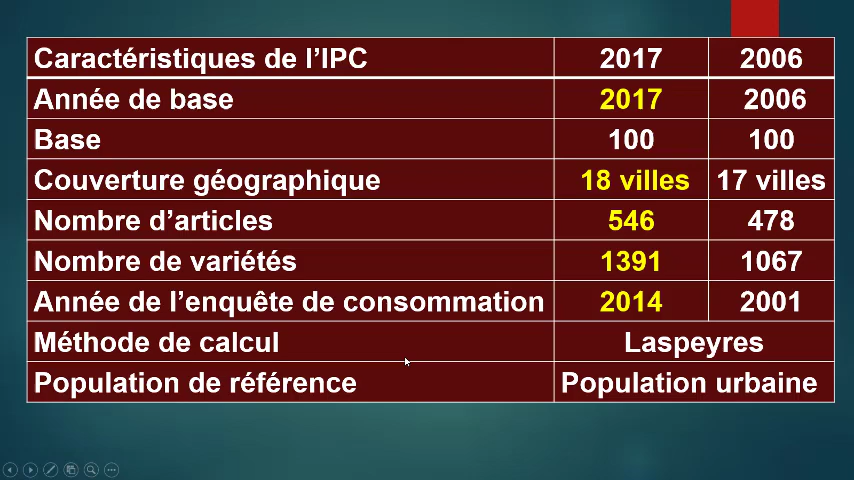 Caractéristiques de l’IPC 2017 2006
Année de base 2017 2006
Base 100 100
Couverture géographique 18 villes 17 villes
Nombre d’articles 546 478
Nombre de variétés 1391 1067
Année de l’enquête de consommation 2014 2001
Méthode de calcul Laspeyres
Population de référence Population urbaine